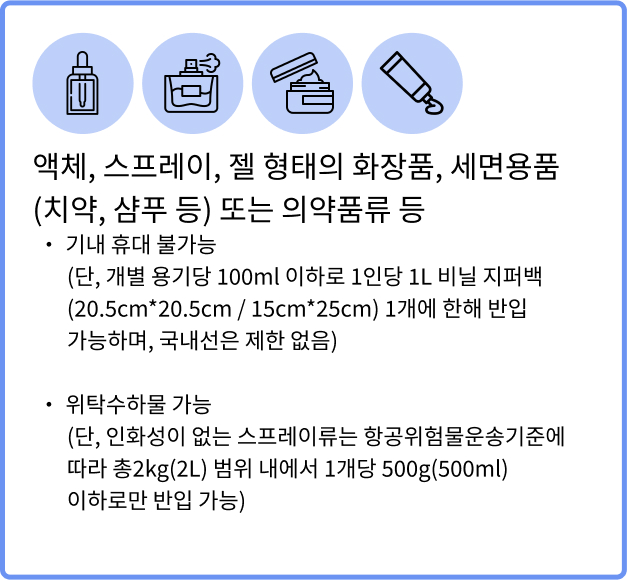 액체, 스프레이, 젤 형태의 화장품, 세면용품
(치약, 샴푸 등) 또는 의약품류 등
• 기내 휴대 불가능
(단, 개별 용기당 100ml 이하로 1인당 1L 비닐 지퍼백
(20.5cm*20.5cm / 15cm*25cm) 1개에 한해 반입
가능하며, 국내선은 제한 없음)
• 위탁수하물 가능
(단, 인화성이 없는 스프레이류는 항공위험물운송기준에
따라 총2kg(2L) 범위 내에서 1개당 500g(500ml)
이하로만 반입 가능)